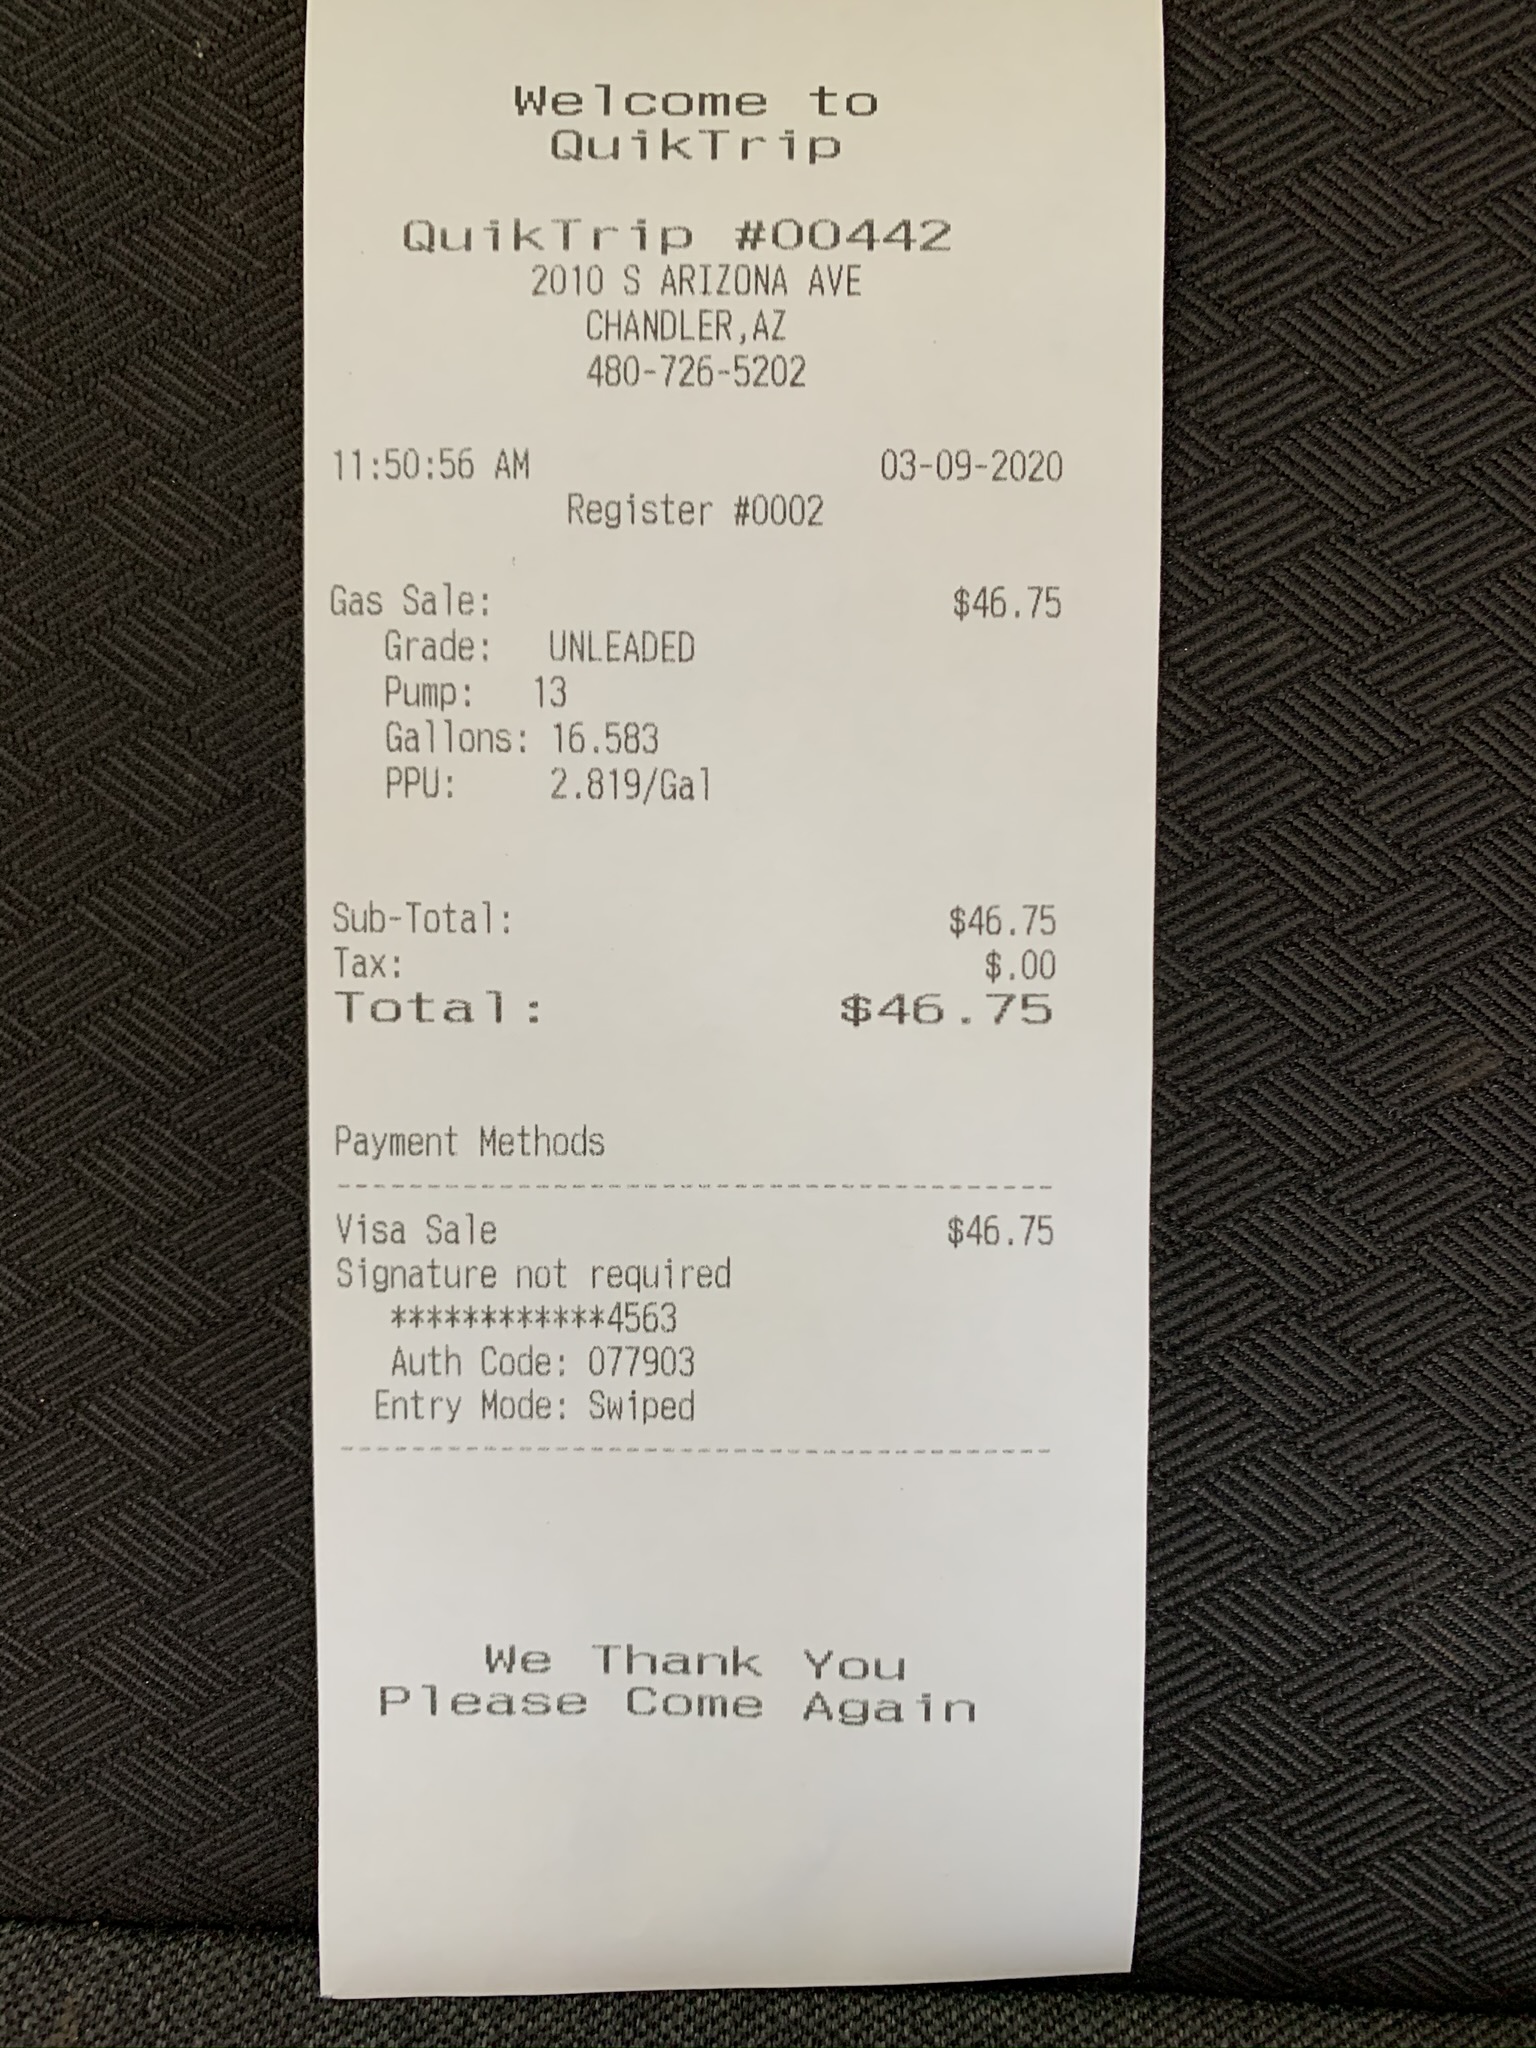 Welcome to
QuikTrip
QuikTrip #00442
2010 S ARIZONA AVE
CHANDLER,AZ
480-726-5202
11:50:56 AM 03-09-2020
Register #0002
Gas Sale: $46.75
Grade: UNLEADED
Pump: 13
Gallons: 16.583
PPU: 2.819/Gal
Sub-Total: $46.75
Tax: $.00
Total: $46.75
Payment Methods
----------------------------------------
Visa Sale $46.75
Signature not required
************4563
Auth Code: 077903
Entry Mode: Swiped
----------------------------------------
We Thank You
Please Come Again